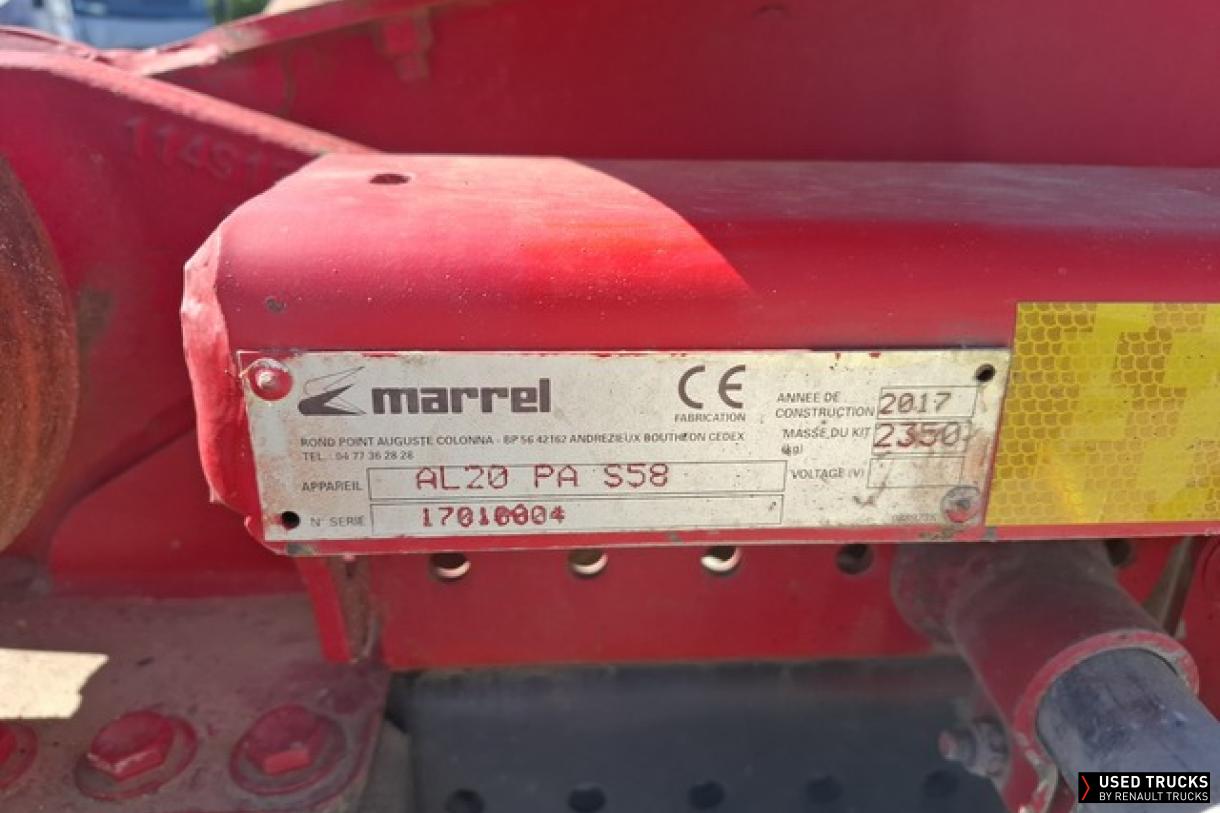 114S1
marrel
CE
FABRICATION
ROND POINT AUGUSTE COLONNA - BP 56 42162 ANDREZIEUX BOUTHEON CEDEX
TEL : 04 77 36 28 28
ANNEE DE CONSTRUCTION 2017
MASSE DU KIT (kg) 2350
VOLTAGE (V)
APPAREIL AL20 PA S58
N° SERIE 17010004
USED TRUCKS
BY RENAULT TRUCKS